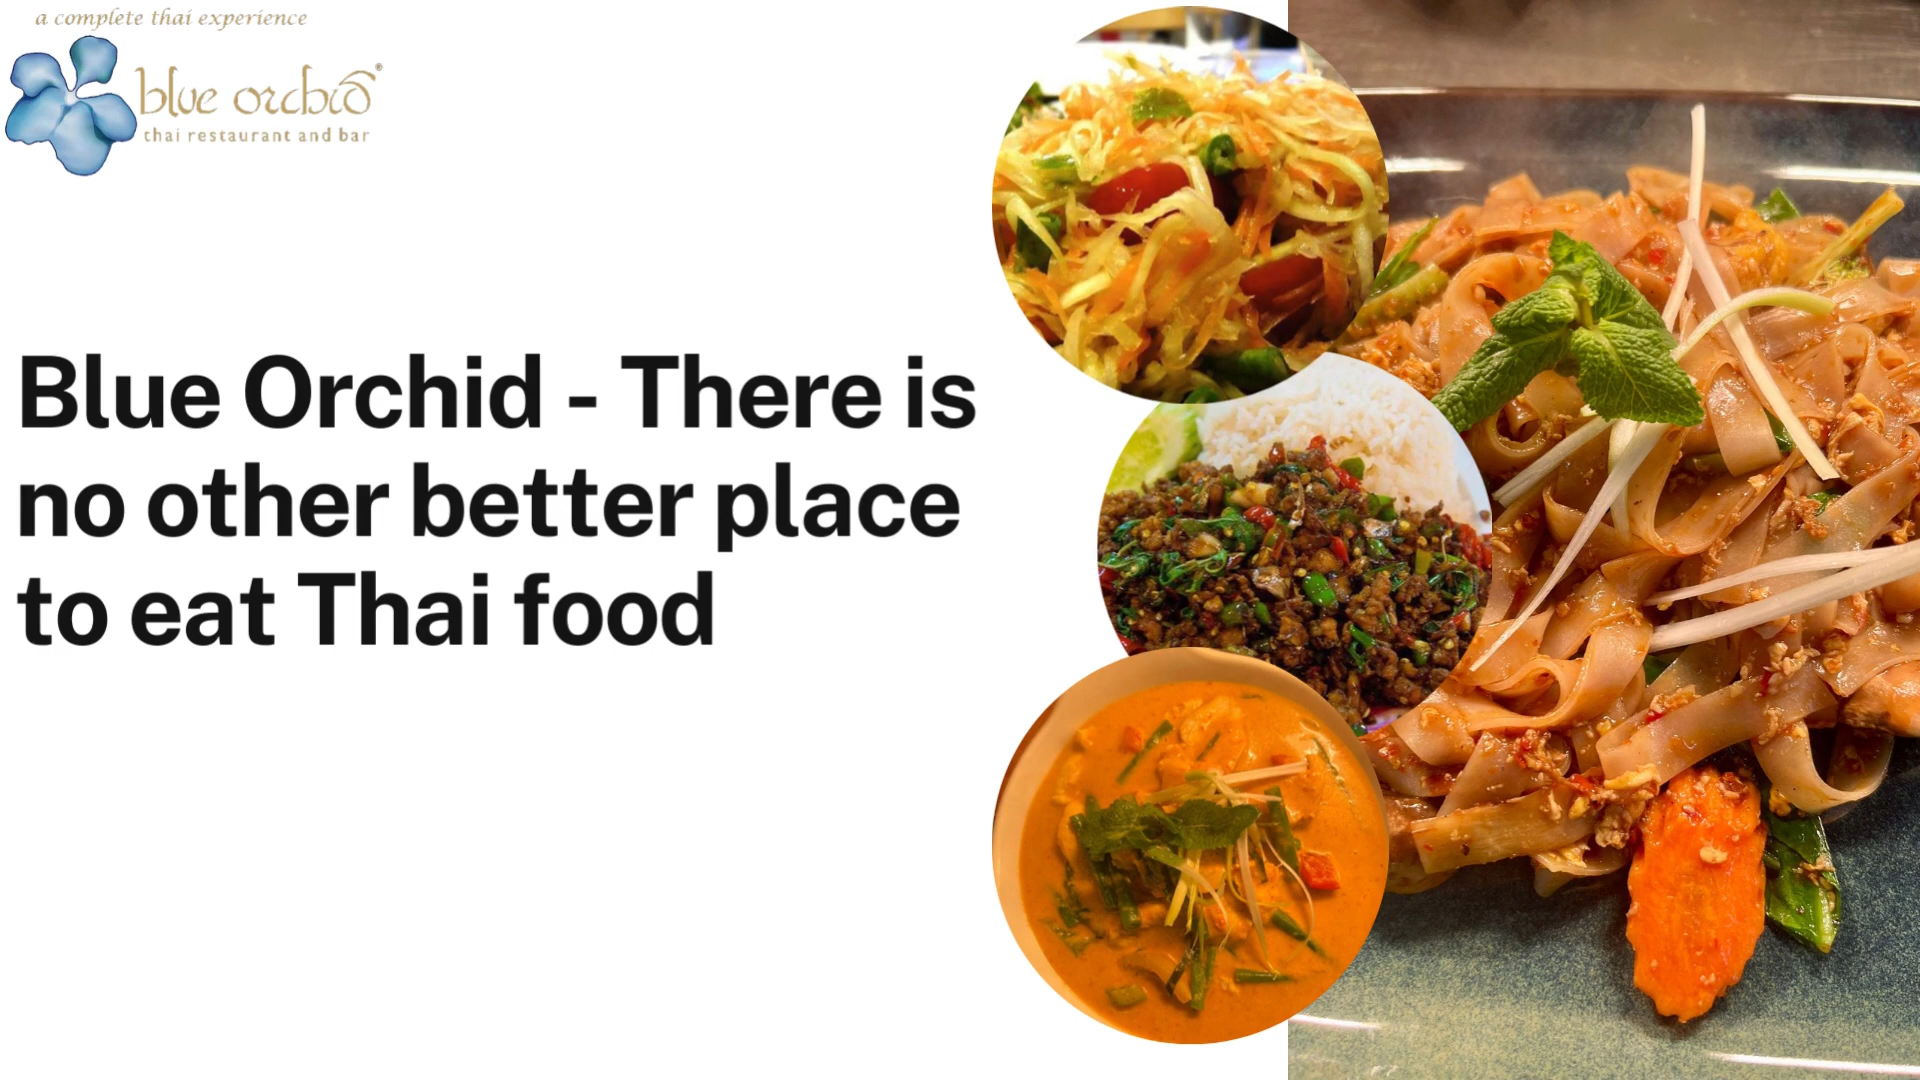 a complete thai experience
blue orchid®
thai restaurant and bar
Blue Orchid - There is
no other better place
to eat Thai food